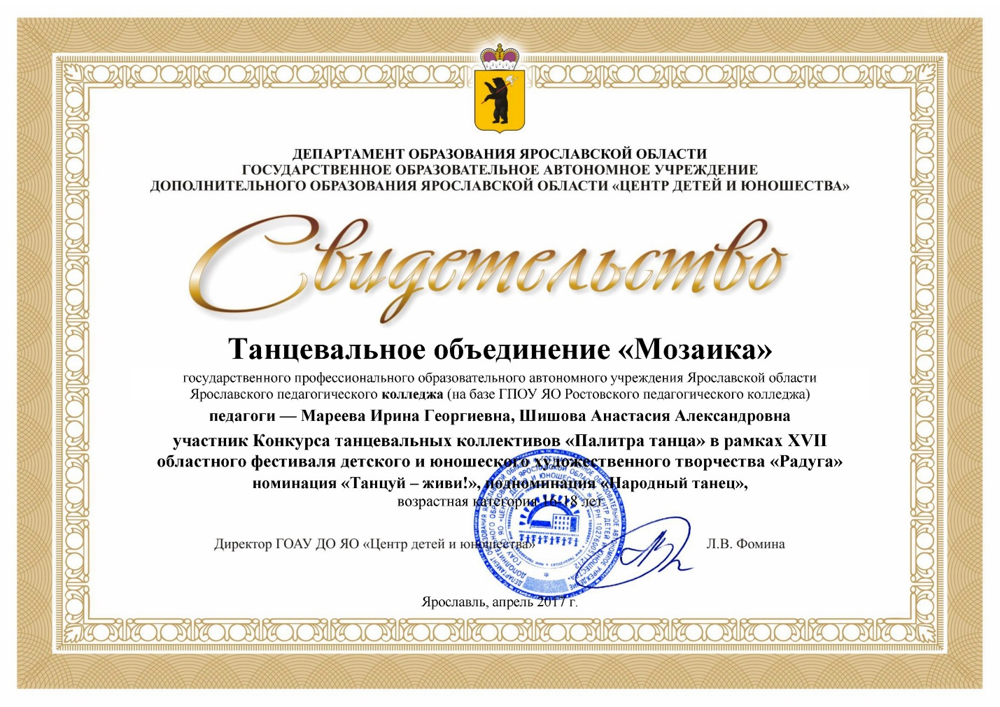 ДЕПАРТАМЕНТ ОБРАЗОВАНИЯ ЯРОСЛАВСКОЙ ОБЛАСТИ
ГОСУДАРСТВЕННОЕ ОБРАЗОВАТЕЛЬНОЕ АВТОНОМНОЕ УЧРЕЖДЕНИЕ
ДОПОЛНИТЕЛЬНОГО ОБРАЗОВАНИЯ ЯРОСЛАВСКОЙ ОБЛАСТИ «ЦЕНТР ДЕТЕЙ И ЮНОШЕСТВА»
Свидетельство
Танцевальное объединение «Мозаика»
государственного профессионального образовательного автономного учреждения Ярославской области
Ярославского педагогического колледжа (на базе ГПОУ ЯО Ростовского педагогического колледжа)
педагоги — Мареева Ирина Георгиевна, Шишова Анастасия Александровна
участник Конкурса танцевальных коллективов «Палитра танца» в рамках XVII
областного фестиваля детского и юношеского художественного творчества «Радуга»
номинация «Танцуй – живи!», подноминация «Народный танец»,
возрастная категория 16-18 лет
Директор ГОАУ ДО ЯО «Центр детей и юношества» Л.В. Фомина
Ярославль, апрель 2017 г.